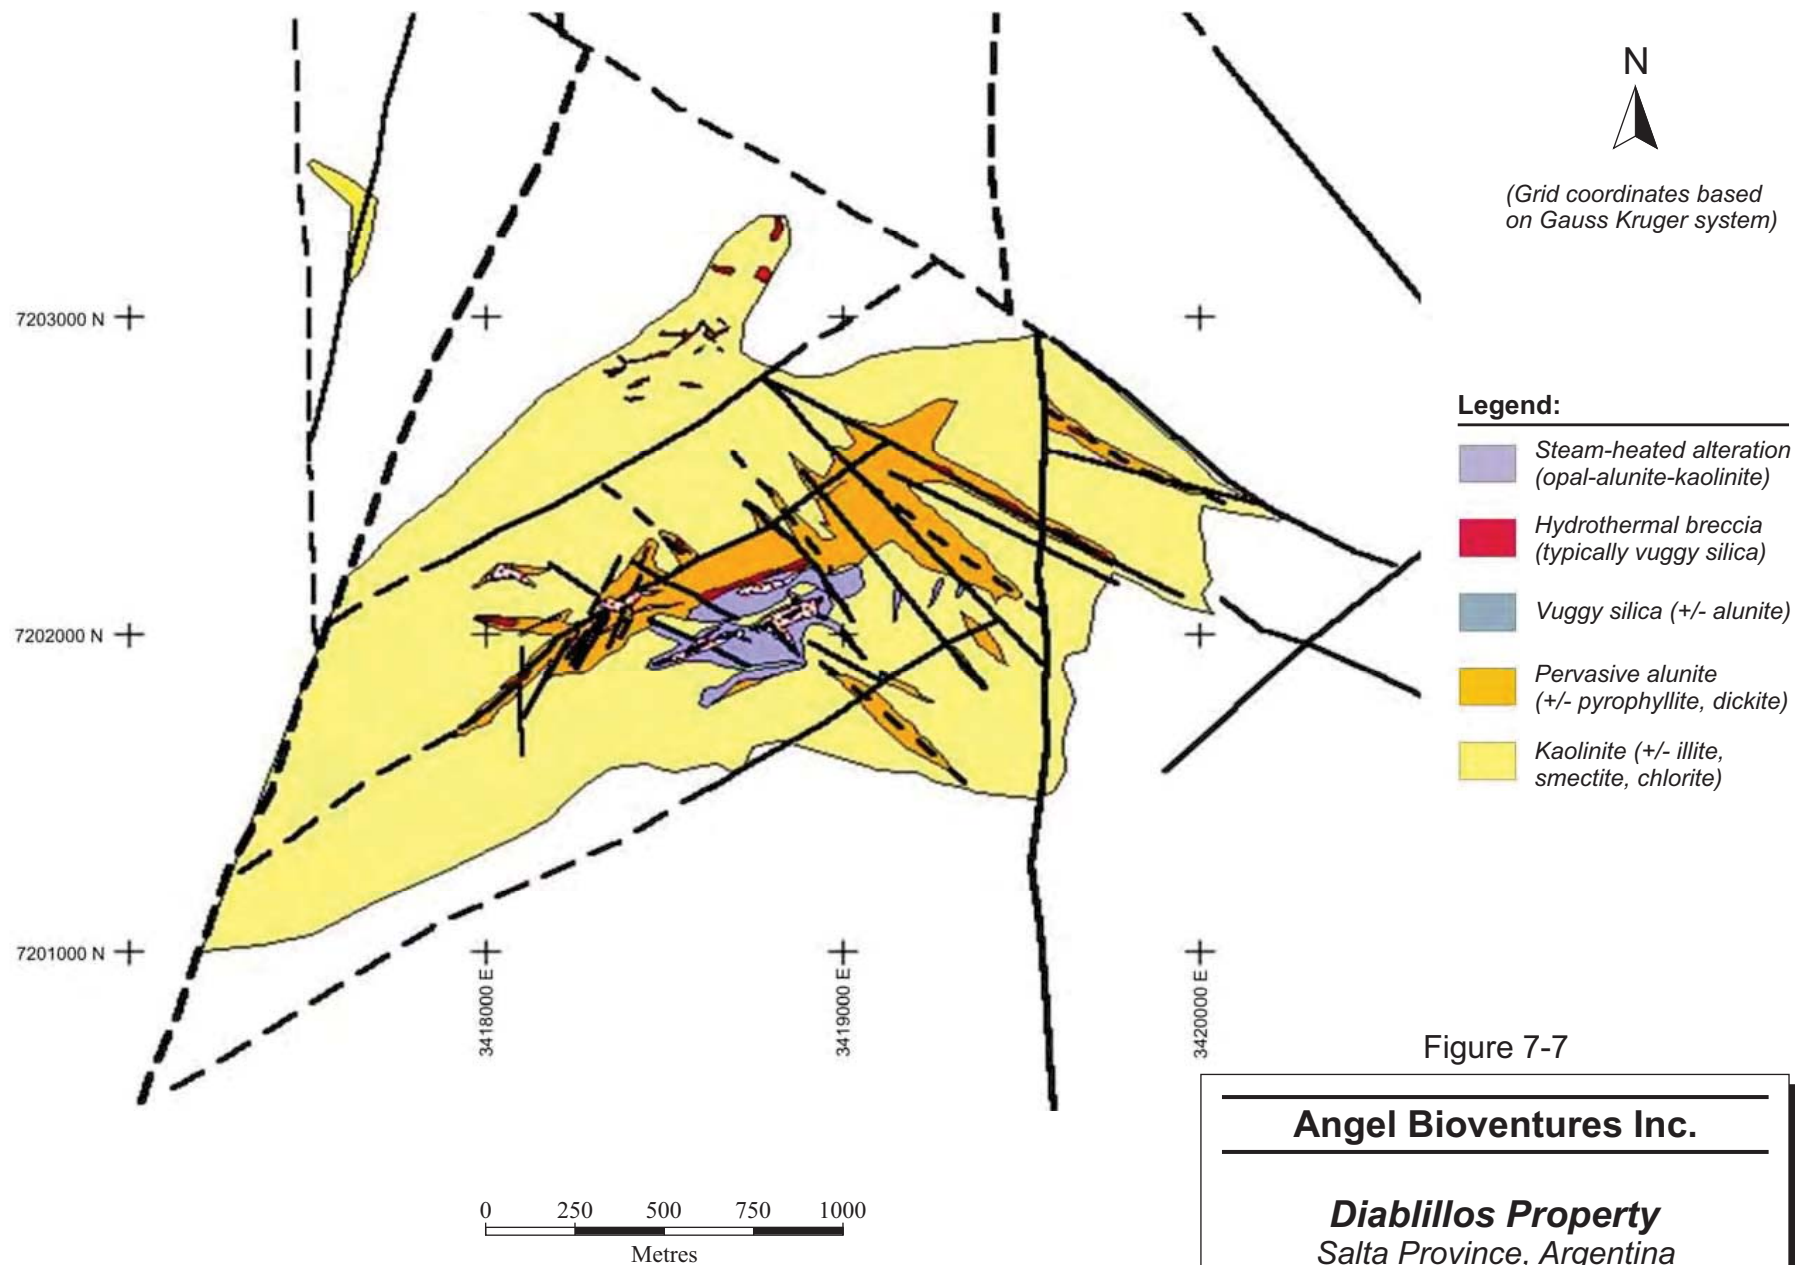 N
(Grid coordinates based
on Gauss Kruger system)
7203000 N
7202000 N
7201000 N
3418000 E
3419000 E
3420000 E
Legend:
Steam-heated alteration
(opal-alunite-kaolinite)
Hydrothermal breccia
(typically vuggy silica)
Vuggy silica (+/- alunite)
Pervasive alunite
(+/- pyrophyllite, dickite)
Kaolinite (+/- illite,
smectite, chlorite)
0 250 500 750 1000
Metres
Figure 7-7
Angel Bioventures Inc.
Diablillos Property
Salta Province, Argentina